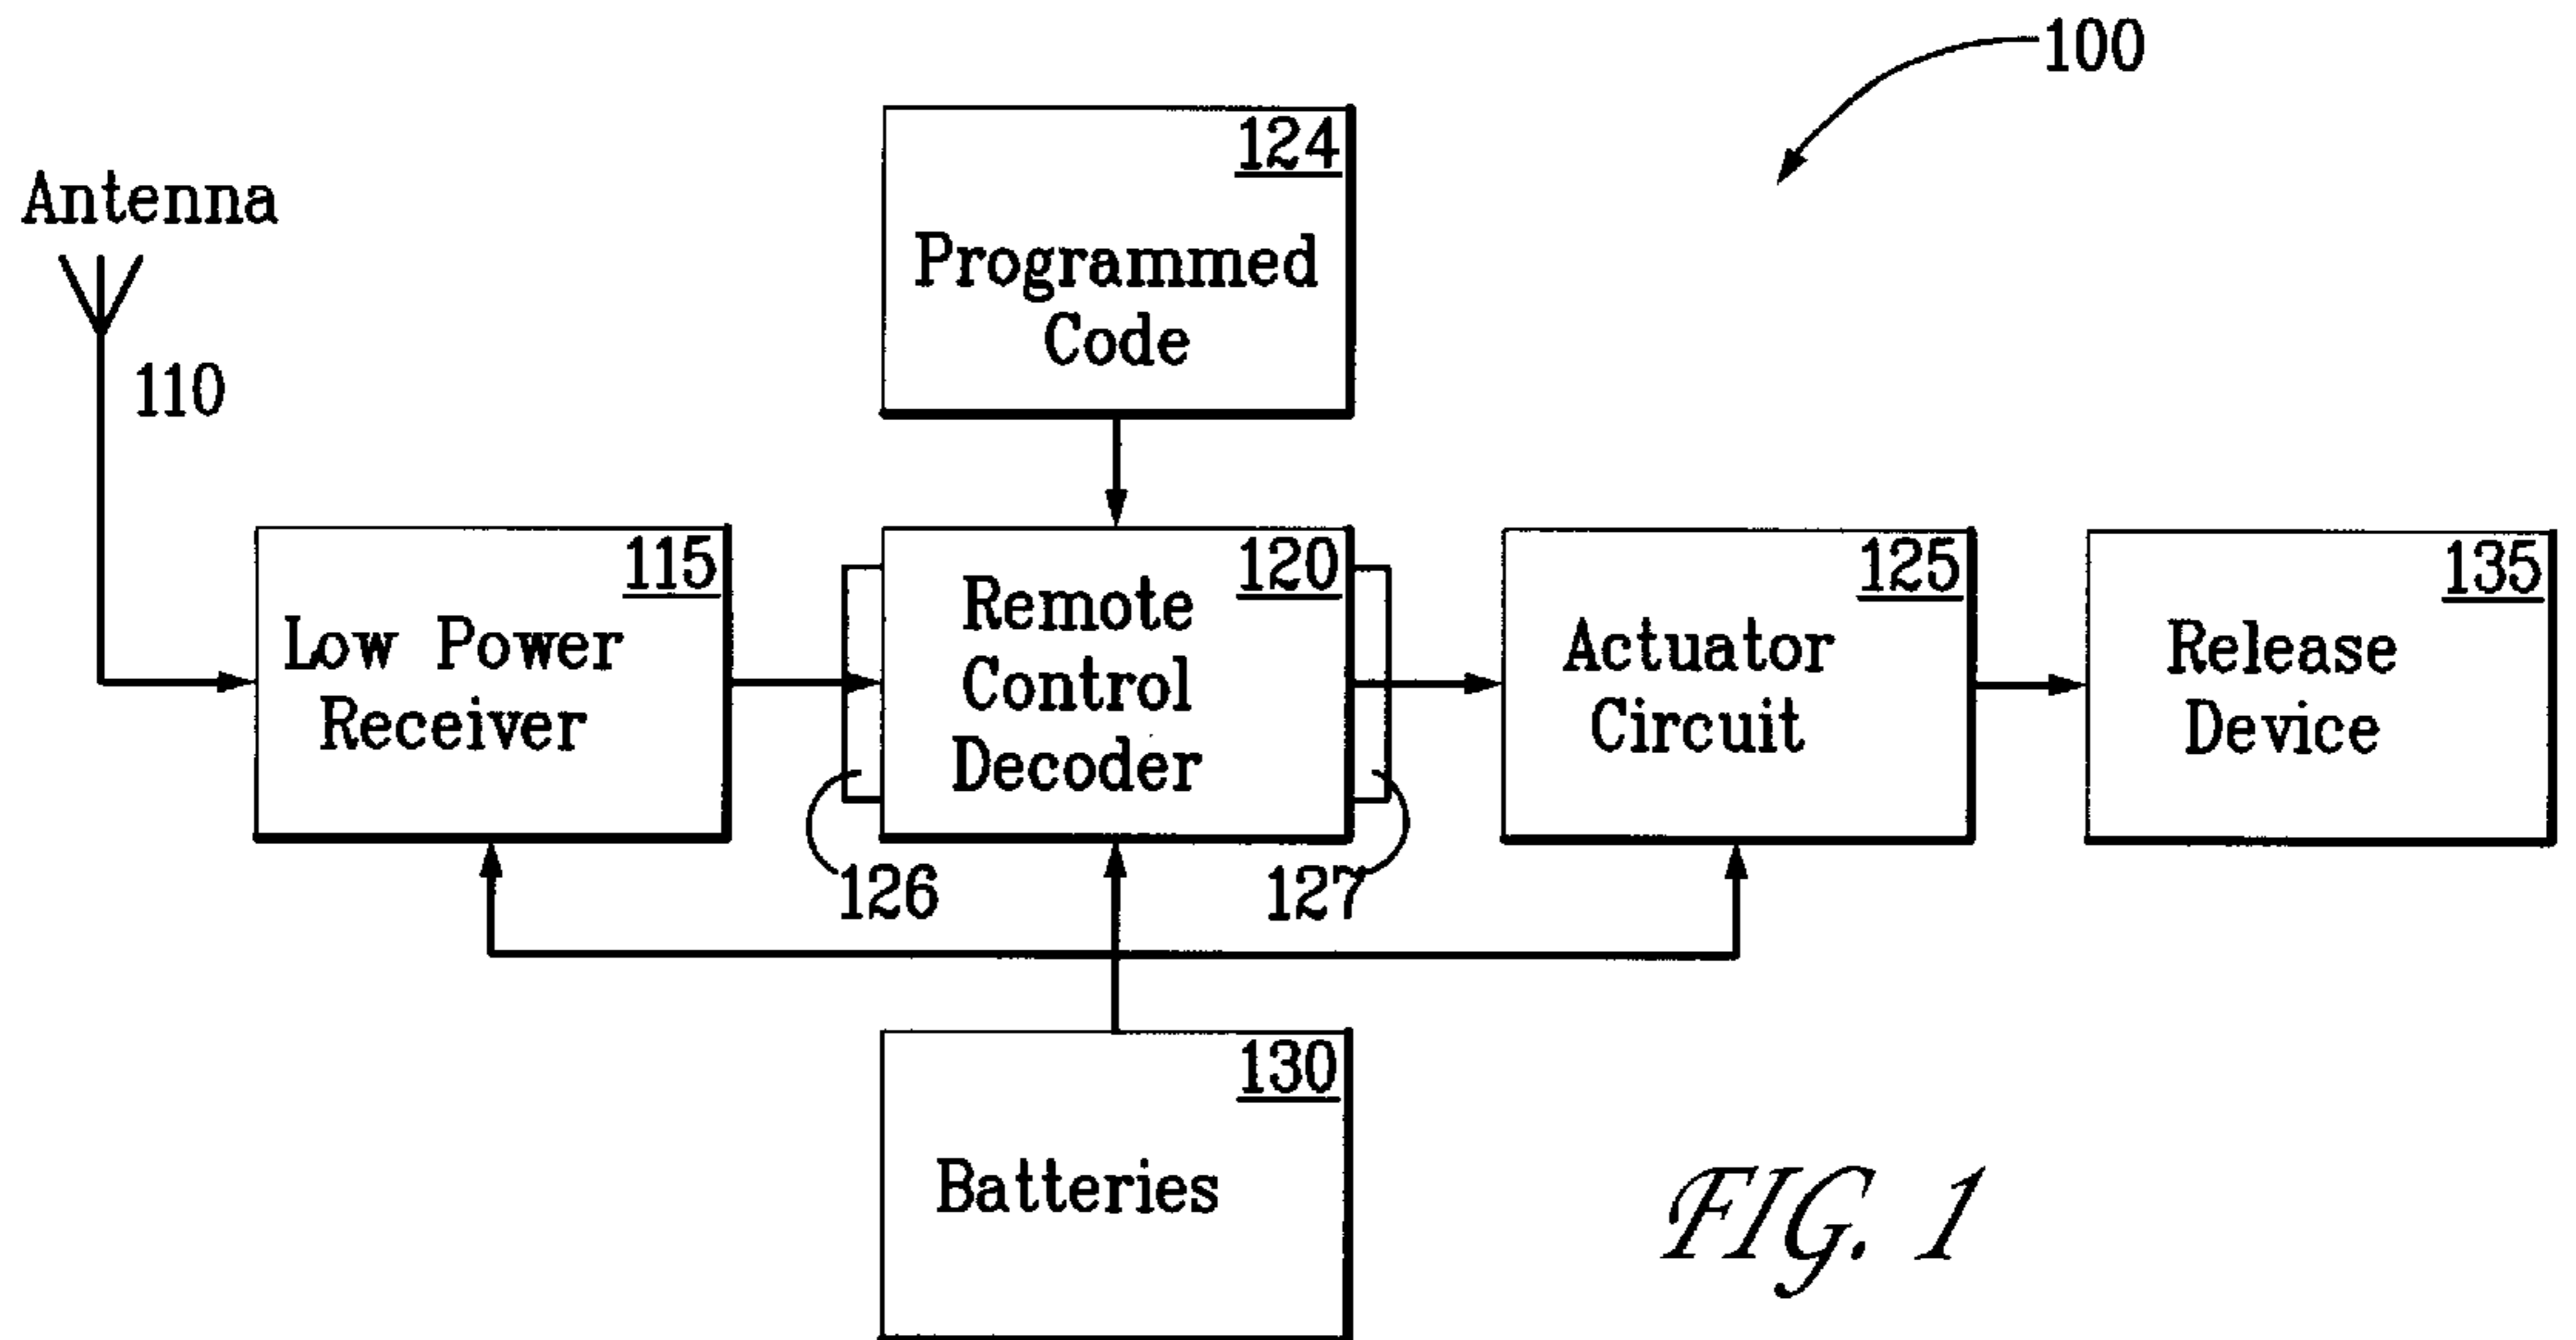 100
124
Programmed
Code
Antenna
110
115
Low Power
Receiver
120
Remote
Control
Decoder
125
Actuator
Circuit
135
Release
Device
126
127
130
Batteries
FIG. 1